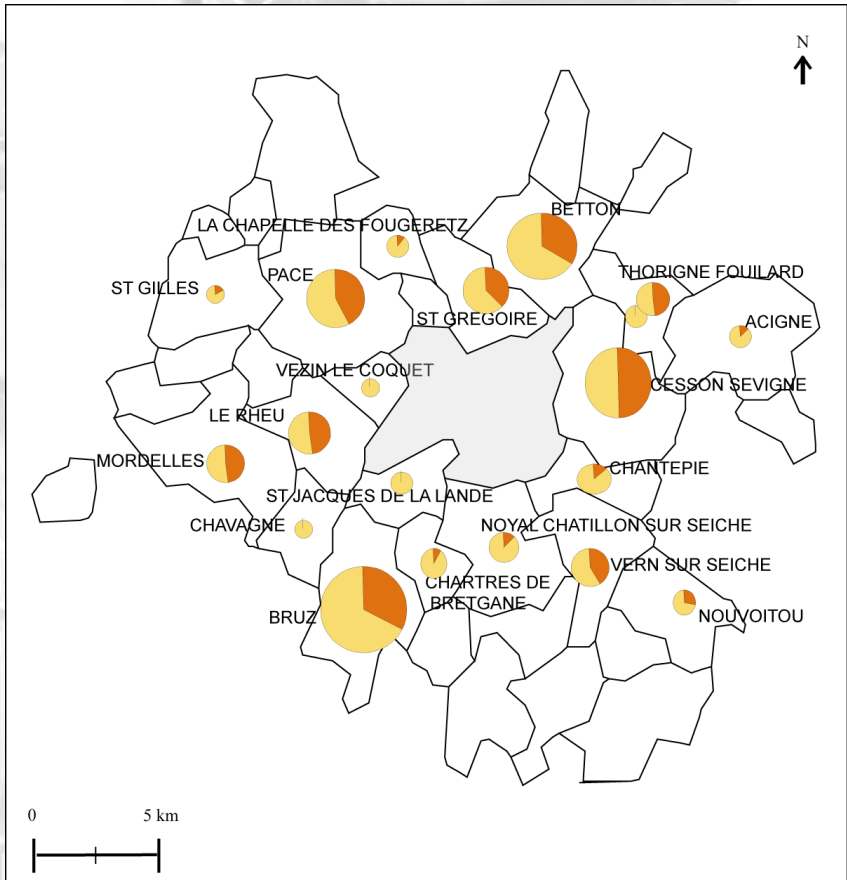 N
BETTON
LA CHAPELLE DES FOUGERETZ
THORIGNE FOUILARD
PACE
ST GILLES
ST GREGOIRE
ACIGNE
VEZIN LE COQUET
CESSON SEVIGNE
LE RHEU
MORDELLES
CHANTEPIE
ST JACQUES DE LA LANDE
CHAVAGNE
NOYAL CHATILLON SUR SEICHE
VERN SUR SEICHE
CHARTRES DE
BRETGANE
BRUZ
NOUVOITOU
0
5 km